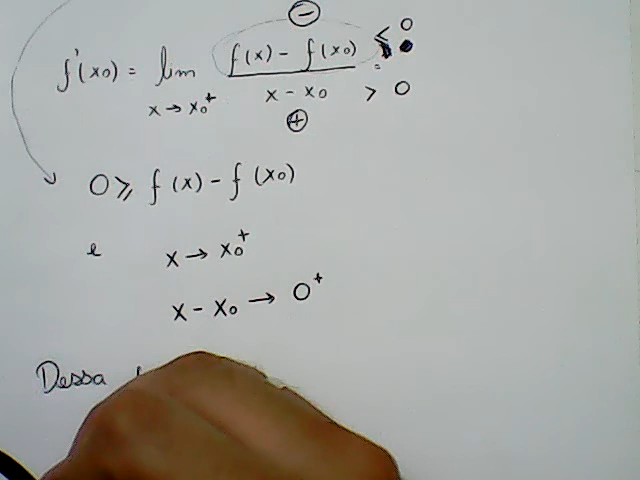 ⊖
f'(x₀) = lim x→x₀⁺ (f(x) - f(x₀)) / (x - x₀) ≤ 0 > 0
⊕
0 ≥ f(x) - f(x₀)
e x → x₀⁺
x - x₀ → 0⁺
Dessa